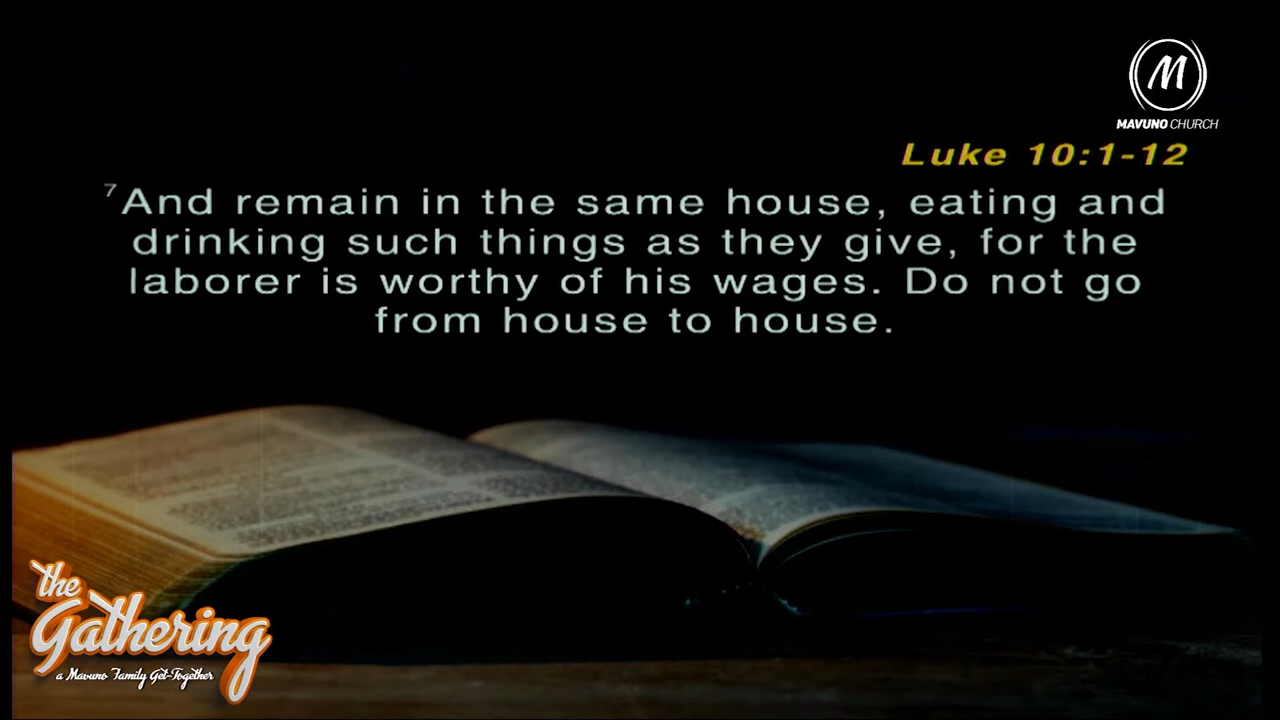 M
MAVUNO CHURCH
Luke 10:1-12
7 And remain in the same house, eating and
drinking such things as they give, for the
laborer is worthy of his wages. Do not go
from house to house.
the
Gathering
a Mavuno Family Get-Together